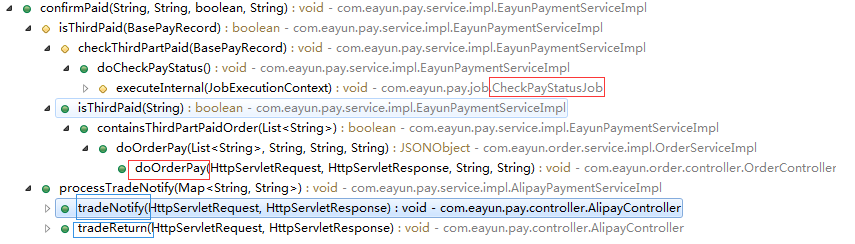 confirmPaid(String, String, boolean, String) : void - com.eayun.pay.service.impl.EayunPaymentServiceImpl
isThirdPaid(BasePayRecord) : boolean - com.eayun.pay.service.impl.EayunPaymentServiceImpl
checkThirdPartPaid(BasePayRecord) : boolean - com.eayun.pay.service.impl.EayunPaymentServiceImpl
doCheckPayStatus() : void - com.eayun.pay.service.impl.EayunPaymentServiceImpl
executeInternal(JobExecutionContext) : void - com.eayun.pay.job.CheckPayStatusJob
isThirdPaid(String) : boolean - com.eayun.pay.service.impl.EayunPaymentServiceImpl
containsThirdPartPaidOrder(List<String>) : boolean - com.eayun.pay.service.impl.EayunPaymentServiceImpl
doOrderPay(List<String>, String, String, String) : JSONObject - com.eayun.order.service.impl.OrderServiceImpl
doOrderPay(HttpServletRequest, HttpServletResponse, String, String) : void - com.eayun.order.controller.OrderController
processTradeNotify(Map<String, String>) : void - com.eayun.pay.service.impl.AlipayPaymentServiceImpl
tradeNotify(HttpServletRequest, HttpServletResponse) : void - com.eayun.pay.controller.AlipayController
tradeReturn(HttpServletRequest, HttpServletResponse) : void - com.eayun.pay.controller.AlipayController